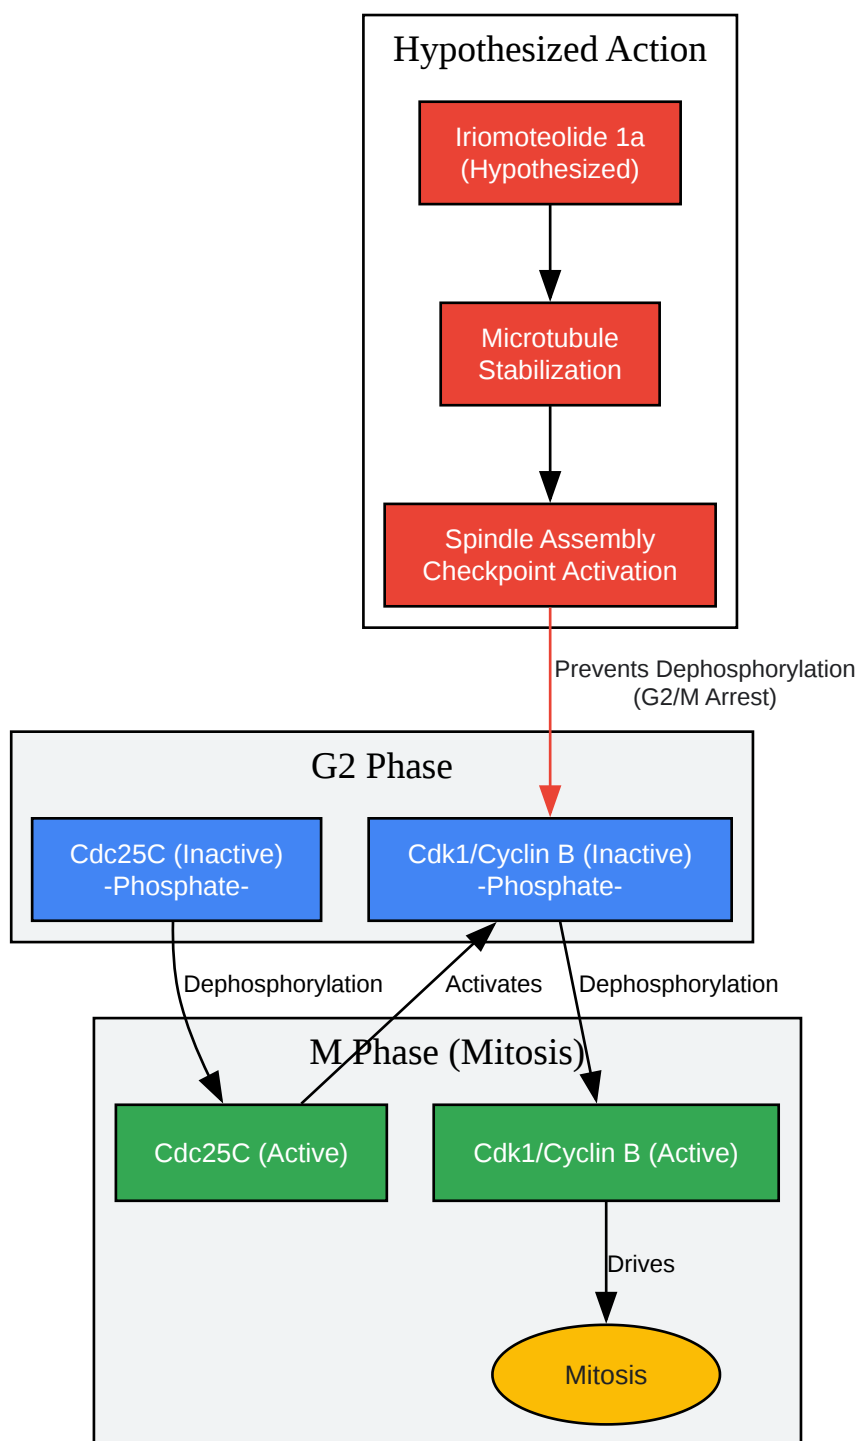 Hypothesized Action
Iriomoteolide 1a
(Hypothesized)
Microtubule
Stabilization
Spindle Assembly
Checkpoint Activation
Prevents Dephosphorylation
(G2/M Arrest)
G2 Phase
Cdc25C (Inactive)
-Phosphate-
Cdk1/Cyclin B (Inactive)
-Phosphate-
Dephosphorylation
Activates
Dephosphorylation
M Phase (Mitosis)
Cdc25C (Active)
Cdk1/Cyclin B (Active)
Drives
Mitosis